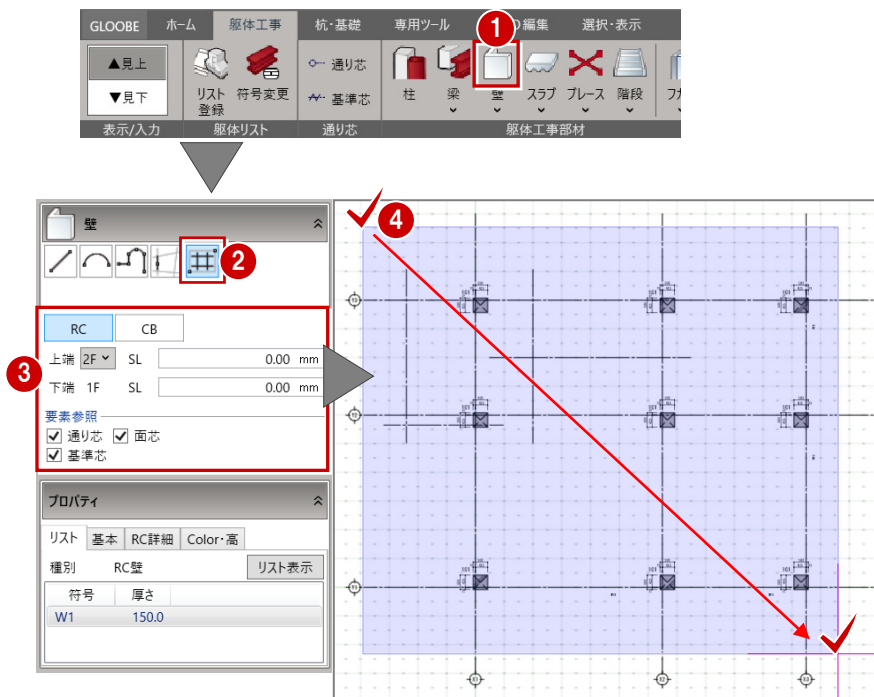 GLOOBE ホーム 躯体工事 杭・基礎 専用ツール の編集 選択・表示
1
▲見上
▼見下
リスト
登録
符号変更
通り芯
基準芯
柱 梁 壁 スラブ ブレース 階段
表示/入力 躯体リスト 通り芯 躯体工事部材
壁
2
4
3
RC CB
上端 2F SL 0.00 mm
下端 1F SL 0.00 mm
要素参照
通り芯 面芯
基準芯
プロパティ
リスト 基本 RC詳細 Color・高
種別 RC壁 リスト表示
符号 厚さ
W1 150.0
Y3
Y2
Y1
X1 X2 X3